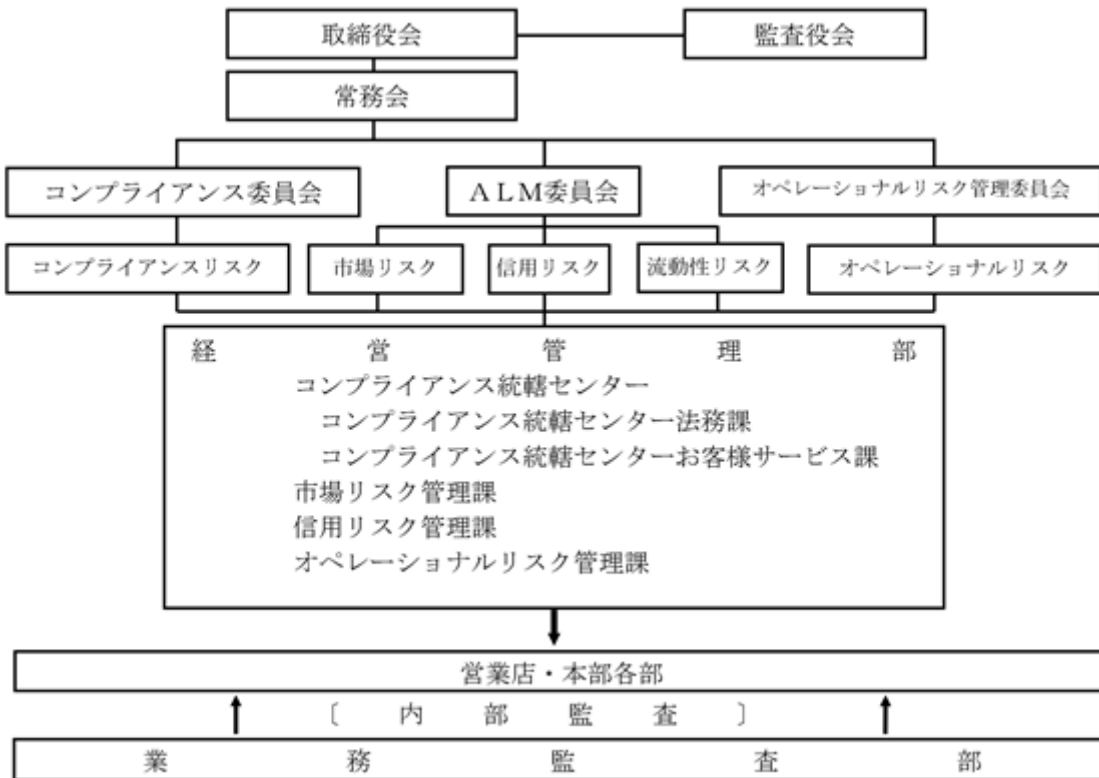 取締役会
監査役会
常務会
コンプライアンス委員会
ＡＬＭ委員会
オペレーショナルリスク管理委員会
コンプライアンスリスク
市場リスク
信用リスク
流動性リスク
オペレーショナルリスク
経営管理部
コンプライアンス統轄センター
コンプライアンス統轄センター法務課
コンプライアンス統轄センターお客様サービス課
市場リスク管理課
信用リスク管理課
オペレーショナルリスク管理課
営業店・本部各部
〔内部監査〕
業務監査部